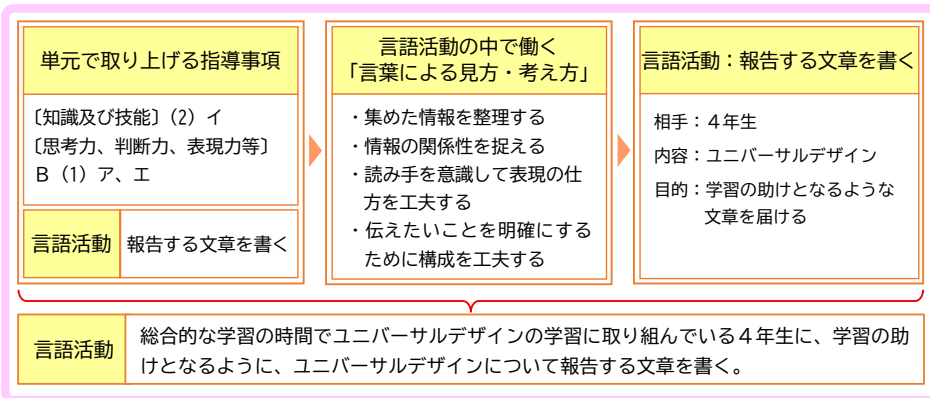 単元で取り上げる指導事項
〔知識及び技能〕(2) イ
〔思考力、判断力、表現力等〕
B (1) ア、エ
言語活動
報告する文章を書く
言語活動の中で働く
「言葉による見方・考え方」
・集めた情報を整理する
・情報の関係性を捉える
・読み手を意識して表現の仕
方を工夫する
・伝えたいことを明確にする
ために構成を工夫する
言語活動：報告する文章を書く
相手：４年生
内容：ユニバーサルデザイン
目的：学習の助けとなるような
文章を届ける
言語活動
総合的な学習の時間でユニバーサルデザインの学習に取り組んでいる４年生に、学習の助
けとなるように、ユニバーサルデザインについて報告する文章を書く。